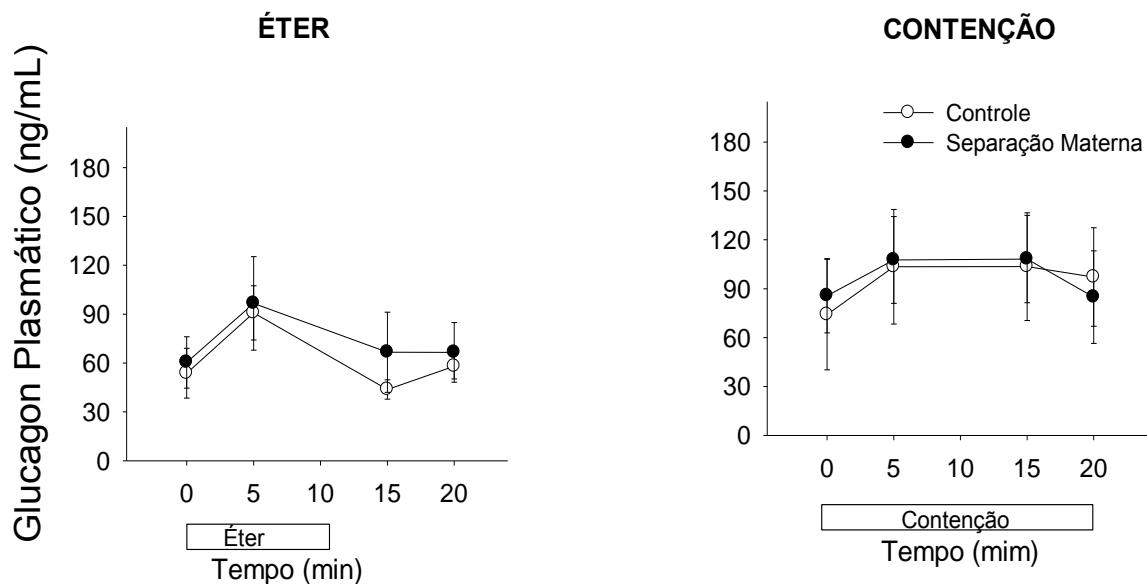 ÉTER
CONTENÇÃO
Glucagon Plasmático (ng/mL)
180
150
120
90
60
30
0
0 5 10 15 20
Éter
Tempo (min)
Controle
Separação Materna
180
150
120
90
60
30
0
0 5 10 15 20
Contenção
Tempo (mim)